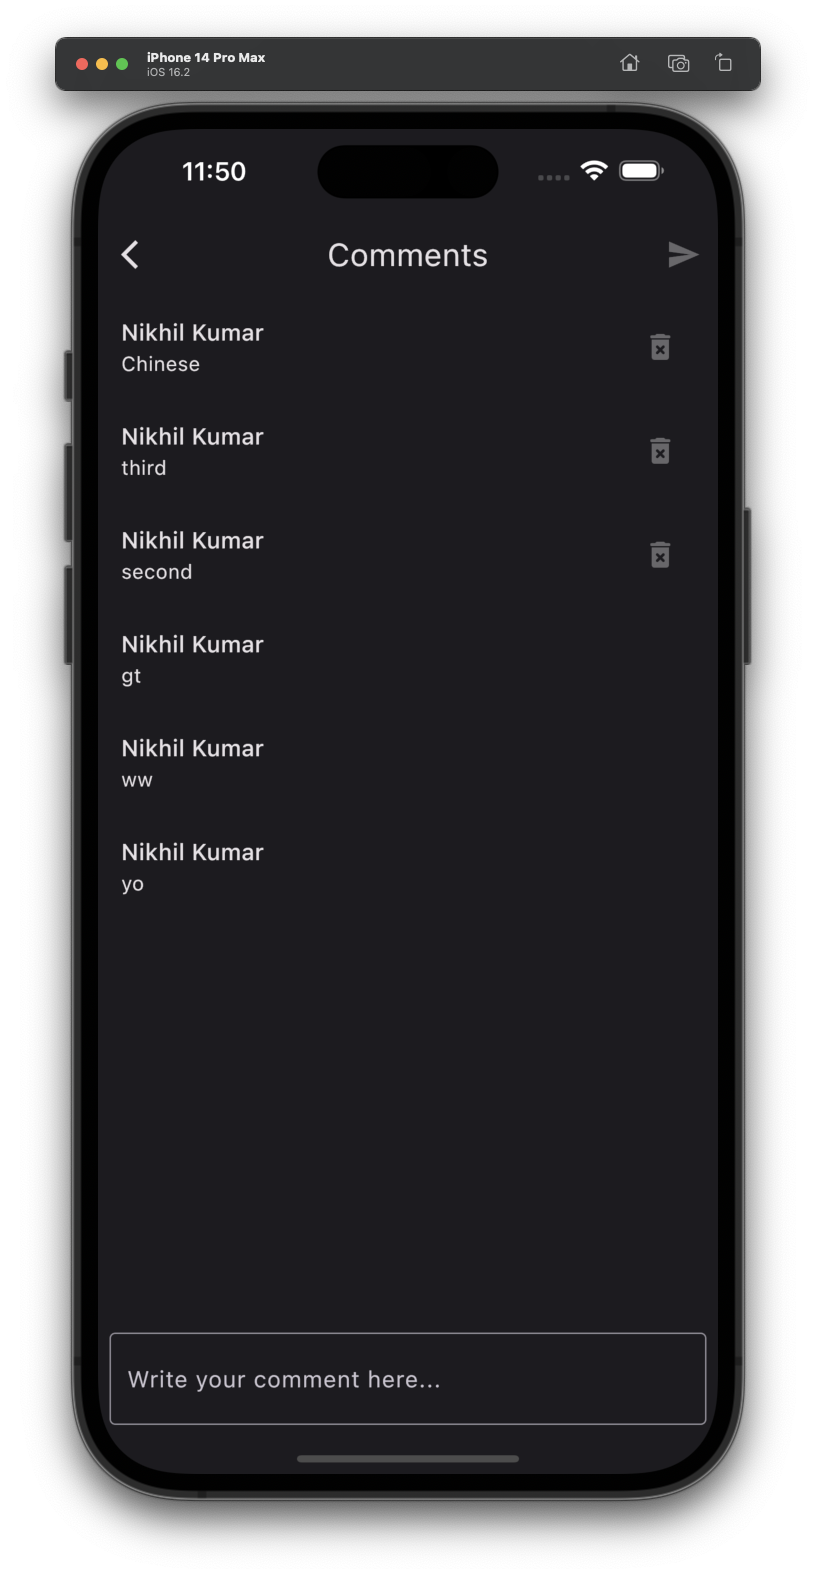 iPhone 14 Pro Max
iOS 16.2
11:50
Comments
Nikhil Kumar
Chinese
Nikhil Kumar
third
Nikhil Kumar
second
Nikhil Kumar
gt
Nikhil Kumar
ww
Nikhil Kumar
yo
Write your comment here...